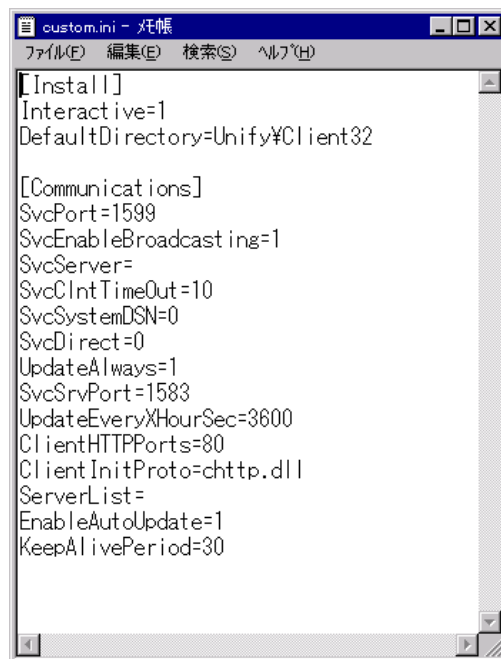 custom.ini - メモ帳
ファイル(F) 編集(E) 検索(S) ヘルプ(H)
[Install]
Interactive=1
DefaultDirectory=Unify¥Client32

[Communications]
SvcPort=1599
SvcEnableBroadcasting=1
SvcServer=
SvcClntTimeOut=10
SvcSystemDSN=0
SvcDirect=0
UpdateAlways=1
SvcSrvPort=1583
UpdateEveryXHourSec=3600
ClientHTTPPorts=80
ClientInitProto=chttp.dll
ServerList=
EnableAutoUpdate=1
KeepAlivePeriod=30